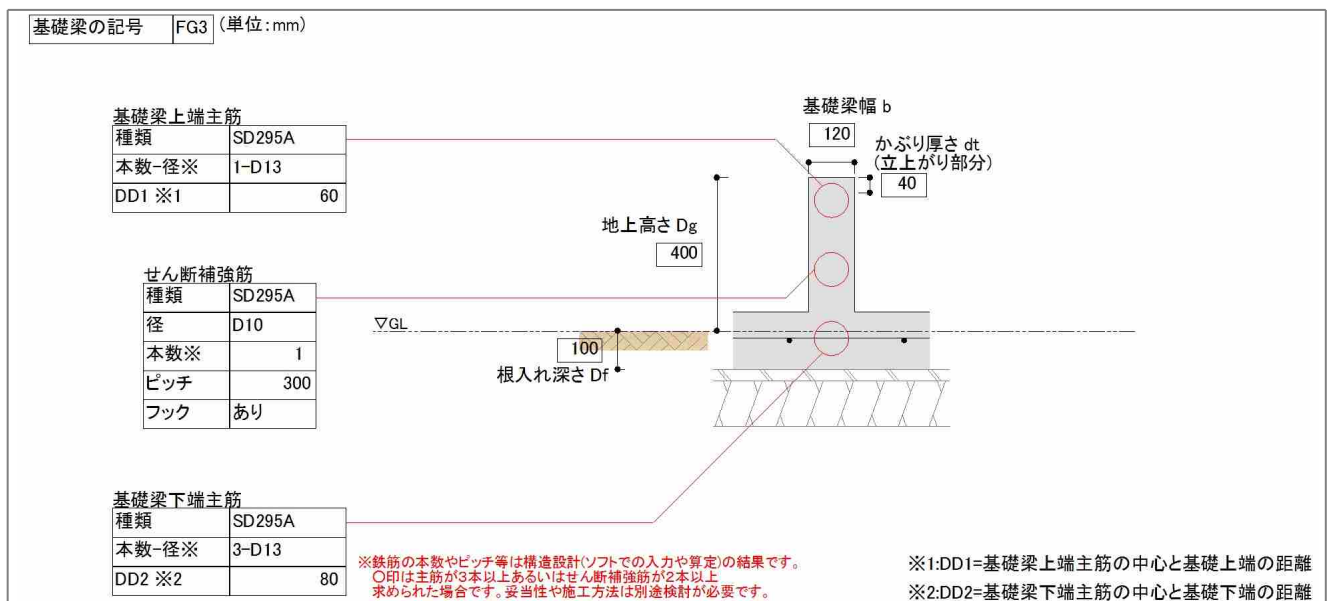 基礎梁の記号 FG3 (単位:mm)
基礎梁上端主筋
種類 SD295A
本数-径※ 1-D13
DD1 ※1 60
基礎梁幅 b
120
かぶり厚さ dt
(立上がり部分)
40
地上高さ Dg
400
せん断補強筋
種類 SD295A
径 D10
本数※ 1
ピッチ 300
フック あり
▽GL
100
根入れ深さ Df
基礎梁下端主筋
種類 SD295A
本数-径※ 3-D13
DD2 ※2 80
※鉄筋の本数やピッチ等は構造設計(ソフトでの入力や算定)の結果です。
〇印は主筋が3本以上あるいはせん断補強筋が2本以上
求められた場合です。妥当性や施工方法は別途検討が必要です。
※1:DD1=基礎梁上端主筋の中心と基礎上端の距離
※2:DD2=基礎梁下端主筋の中心と基礎下端の距離